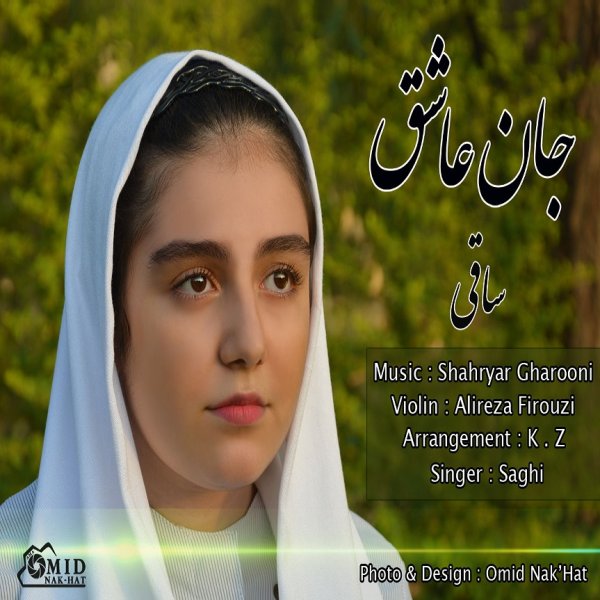 جان عاشق
ساقی
Music : Shahryar Gharooni
Violin : Alireza Firouzi
Arrangement : K . Z
Singer : Saghi
OMID
NAK-HAT
Photo & Design : Omid Nak'Hat